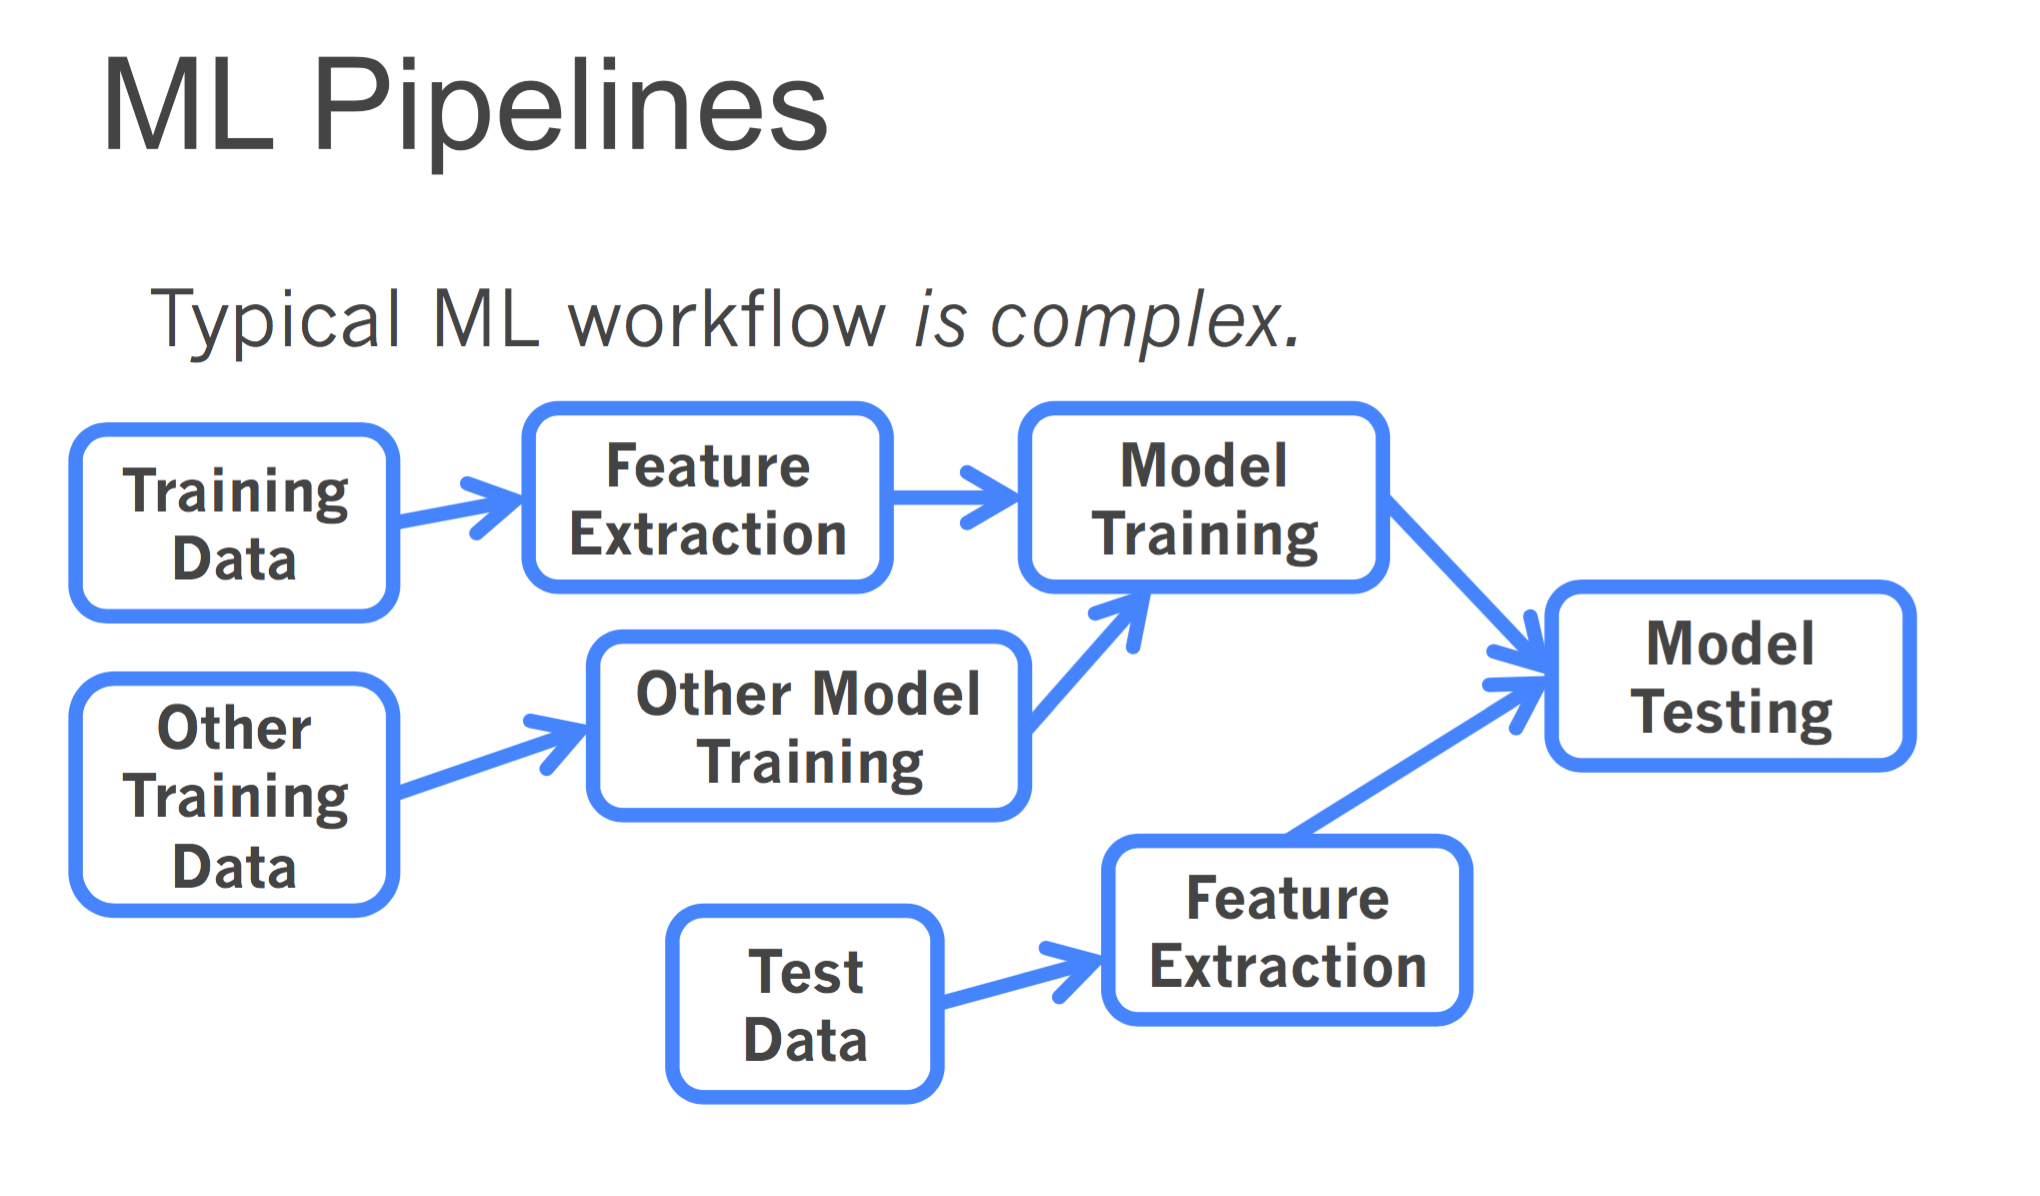 ML Pipelines
Typical ML workflow is complex.
Training
Data
Feature
Extraction
Model
Training
Other
Training
Data
Other Model
Training
Model
Testing
Test
Data
Feature
Extraction